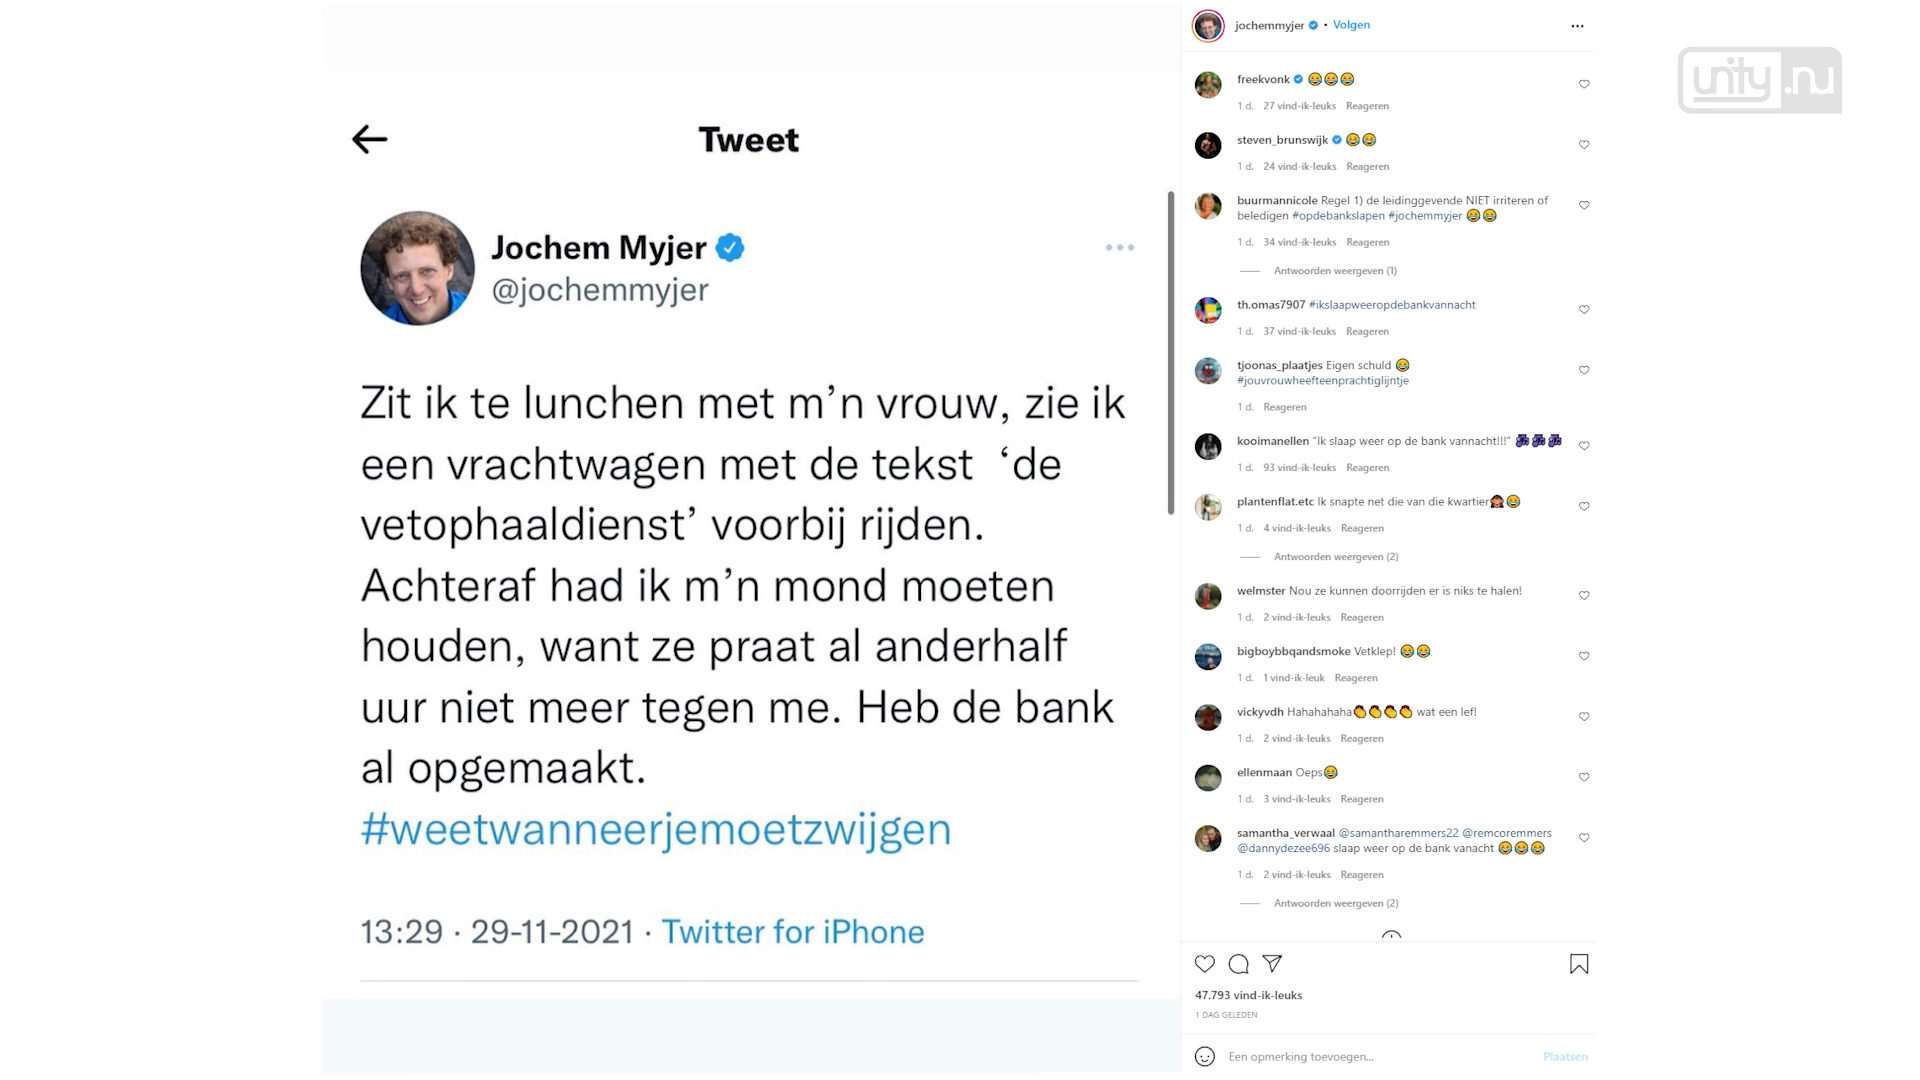 Tweet
Jochem Myjer
@jochemmyjer
Zit ik te lunchen met m’n vrouw, zie ik
een vrachtwagen met de tekst ‘de
vetophaaldienst’ voorbij rijden.
Achteraf had ik m’n mond moeten
houden, want ze praat al anderhalf
uur niet meer tegen me. Heb de bank
al opgemaakt.
#weetwanneerjemoetzwijgen
13:29 · 29-11-2021 · Twitter for iPhone
jochemmyjer • Volgen
freekvonk 😂😂😂
1 d. 27 vind-ik-leuks Reageren
steven_brunswijk 😂😂
1 d. 24 vind-ik-leuks Reageren
buurmannicole Regel 1) de leidinggevende NIET irriteren of
beledigen #opdebankslapen #jochemmyjer 😂😂
1 d. 34 vind-ik-leuks Reageren
Antwoorden weergeven (1)
th.omas7907 #ikslaapweeropdebankvannacht
1 d. 37 vind-ik-leuks Reageren
tjoonas_plaatjes Eigen schuld 😂
#jouvrouwheefteenprachtiglijntje
1 d. Reageren
kooimanellen "Ik slaap weer op de bank vannacht!!!" 🎶🎶🎶
1 d. 93 vind-ik-leuks Reageren
plantenflat.etc Ik snapte net die van die kwartier🙈😂
1 d. 4 vind-ik-leuks Reageren
Antwoorden weergeven (2)
welmster Nou ze kunnen doorrijden er is niks te halen!
1 d. 2 vind-ik-leuks Reageren
bigboybbqandsmoke Vetklep! 😂😂
1 d. 1 vind-ik-leuk Reageren
vickyvdh Hahahahaha👏👏👏👏 wat een lef!
1 d. 2 vind-ik-leuks Reageren
ellenmaan Oeps😂
1 d. 3 vind-ik-leuks Reageren
samantha_verwaal @samantharemmers22 @remcoremmers
@dannydezee696 slaap weer op de bank vanacht 😂😂😂
1 d. 2 vind-ik-leuks Reageren
Antwoorden weergeven (2)
47.793 vind-ik-leuks
1 DAG GELEDEN
Een opmerking toevoegen... Plaatsen
unity.nu